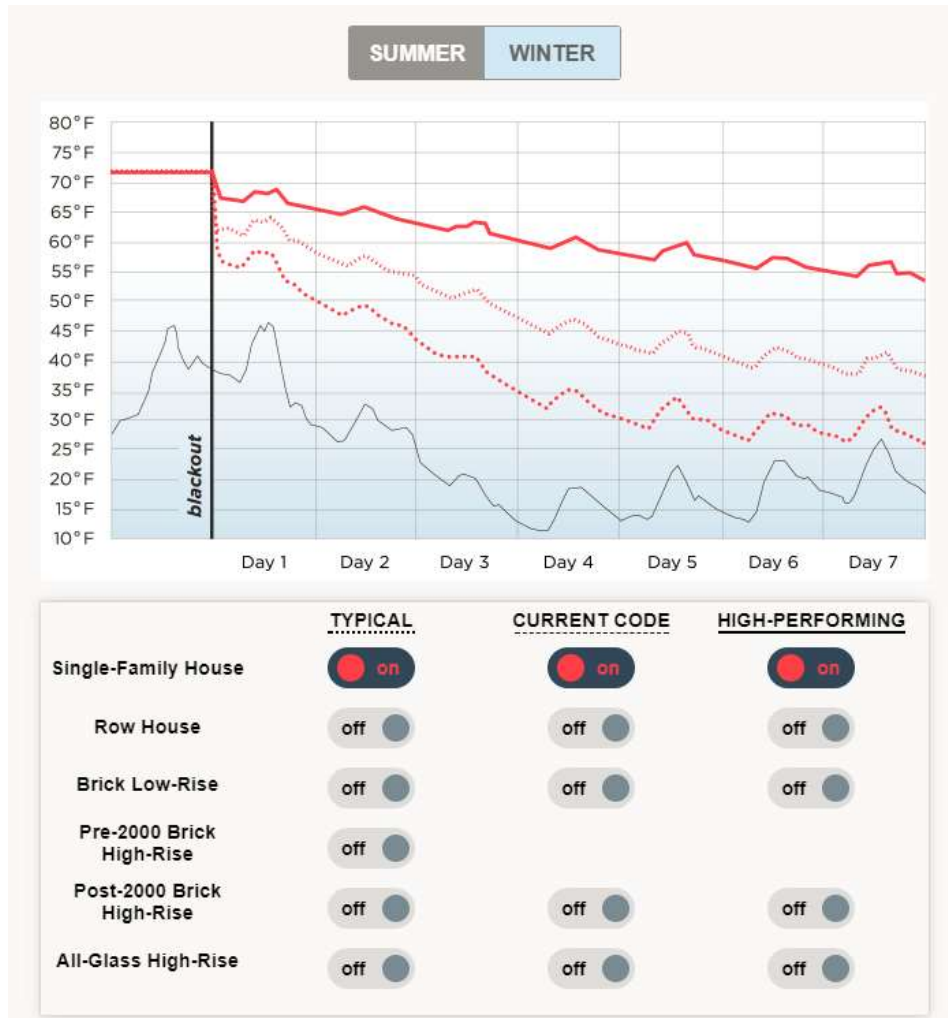 SUMMER WINTER
80°F
75°F
70°F
65°F
60°F
55°F
50°F
45°F
40°F
35°F
30°F
25°F
20°F
15°F
10°F
blackout
Day 1 Day 2 Day 3 Day 4 Day 5 Day 6 Day 7
TYPICAL CURRENT CODE HIGH-PERFORMING
Single-Family House on on on
Row House off off off
Brick Low-Rise off off off
Pre-2000 Brick
High-Rise off
Post-2000 Brick
High-Rise off off off
All-Glass High-Rise off off off